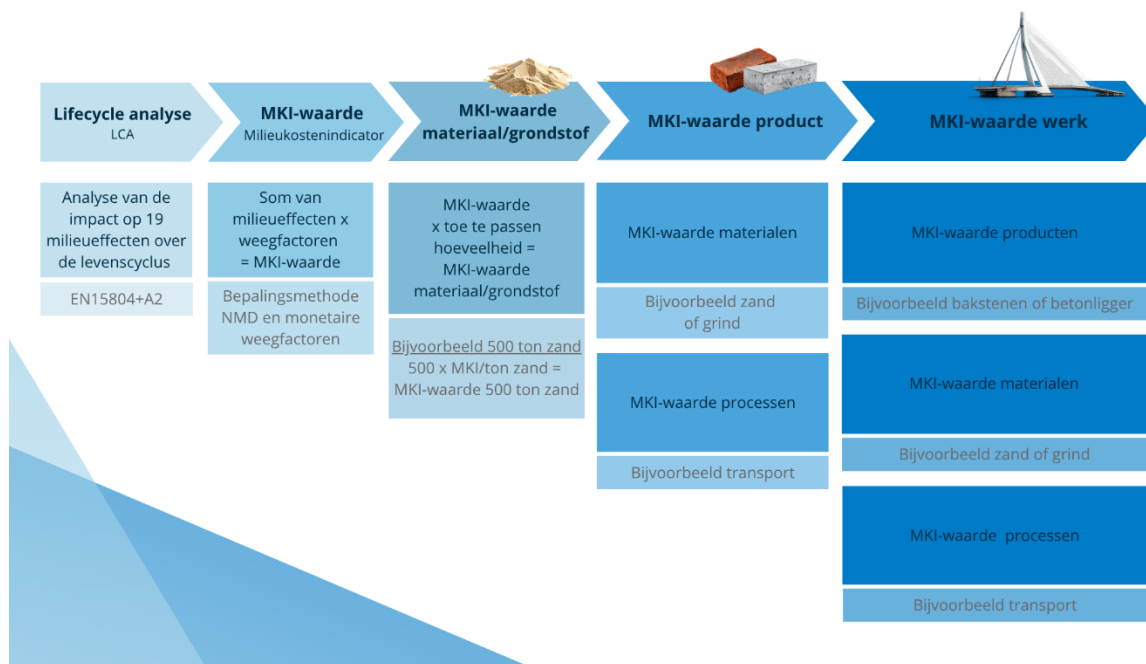 Lifecycle analyse
LCA
MKI-waarde
Milieukostenindicator
MKI-waarde
materiaal/grondstof
MKI-waarde product
MKI-waarde werk
Analyse van de
impact op 19
milieueffecten over
de levenscyclus
EN15804+A2
Som van
milieueffecten x
weegfactoren
= MKI-waarde
Bepalingsmethode
NMD en monetaire
weegfactoren
MKI-waarde
x toe te passen
hoeveelheid =
MKI-waarde
materiaal/grondstof
Bijvoorbeeld 500 ton zand
500 x MKI/ton zand =
MKI-waarde 500 ton zand
MKI-waarde materialen
Bijvoorbeeld zand
of grind
MKI-waarde processen
Bijvoorbeeld transport
MKI-waarde producten
Bijvoorbeeld bakstenen of betonligger
MKI-waarde materialen
Bijvoorbeeld zand of grind
MKI-waarde processen
Bijvoorbeeld transport